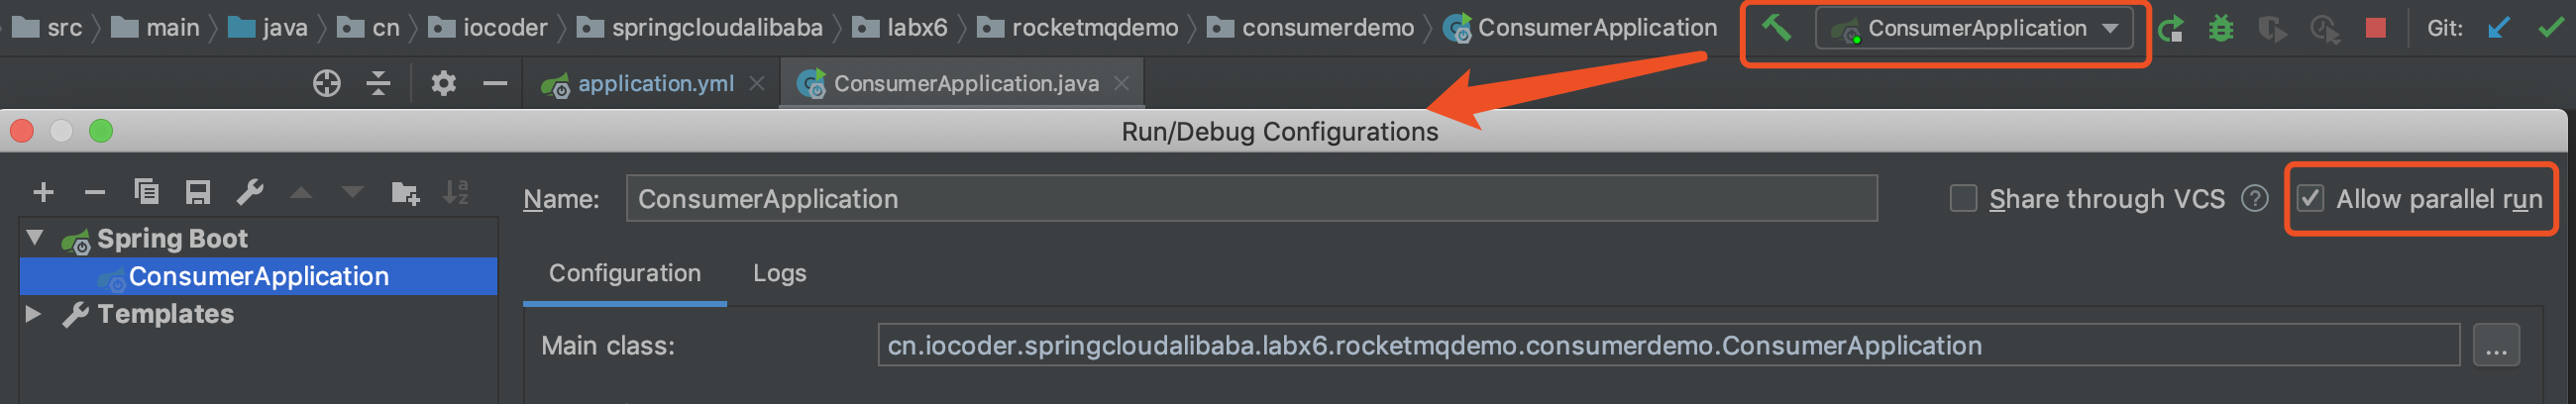 src main java cn iocoder springcloudalibaba labx6 rocketmqdemo consumerdemo ConsumerApplication ConsumerApplication Git:
application.yml ConsumerApplication.java
Run/Debug Configurations
Name: ConsumerApplication Share through VCS ? Allow parallel run
Spring Boot
ConsumerApplication
Templates
Configuration Logs
Main class: cn.iocoder.springcloudalibaba.labx6.rocketmqdemo.consumerdemo.ConsumerApplication ...